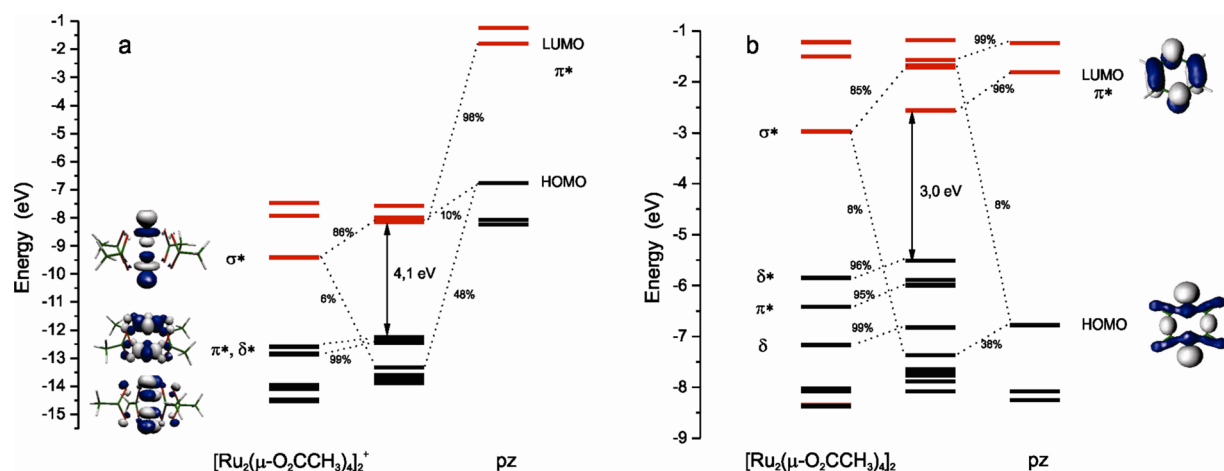 a
Energy (eV)
-1
-2
-3
-4
-5
-6
-7
-8
-9
-10
-11
-12
-13
-14
-15
LUMO
π*
98%
HOMO
10%
σ*
86%
4,1 eV
48%
6%
π*, δ*
99%
[Ru₂(μ-O₂CCH₃)₄]₂⁺
pz
b
Energy (eV)
-1
-2
-3
-4
-5
-6
-7
-8
-9
99%
LUMO
π*
85%
96%
σ*
3,0 eV
8%
8%
δ*
96%
π*
95%
δ
99%
HOMO
38%
[Ru₂(μ-O₂CCH₃)₄]₂
pz